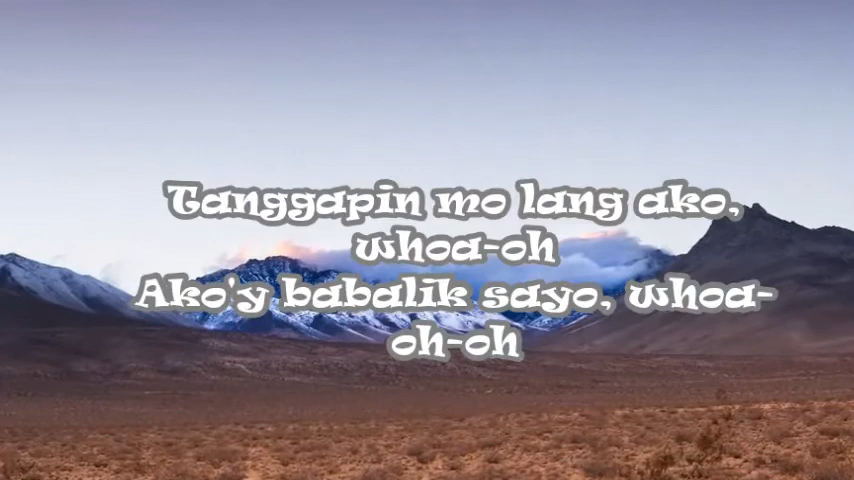 Tanggapin mo lang ako,
whoa-oh
Ako'y babalik sayo, whoa-
oh-oh